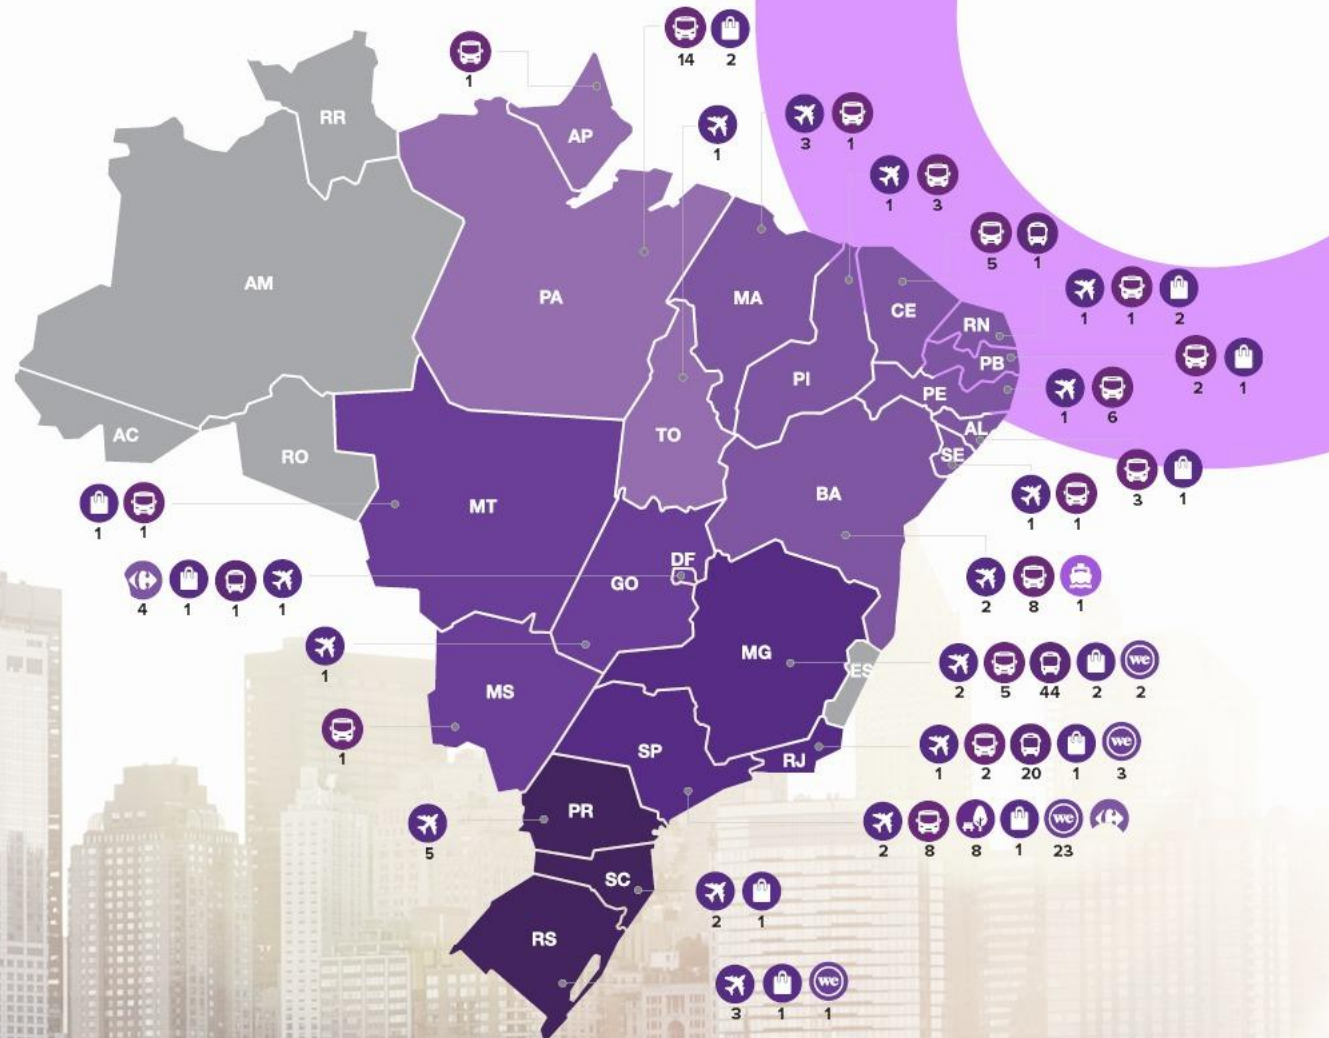 14 2
1
RR
3 1
AP
1
1 3
5 1
AM
PA
MA
CE
1 1 2
RN
PB
2 1
PI
PE
1 6
AC
TO
AL
RO
SE
3 1
MT
BA
1 1
1 1
DF
GO
4 1 1 1
2 8 1
MG
ES
we
1
2 5 44 2 2
MS
SP
RJ
we
1
1 2 20 1 3
PR
we
5
2 8 8 1 23
SC
2 1
RS
we
3 1 1